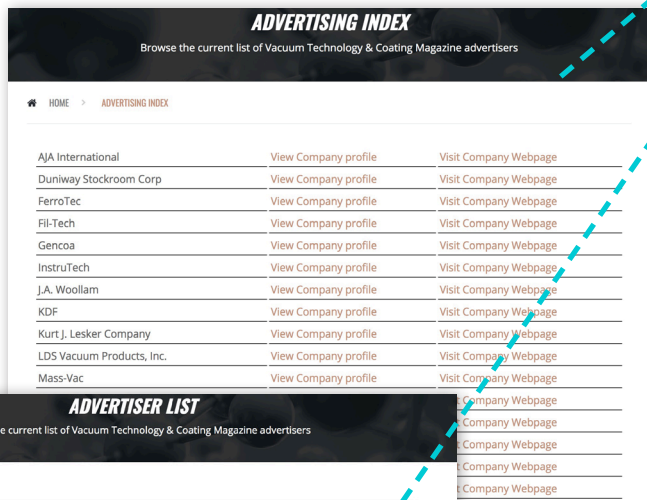 ADVERTISING INDEX
Browse the current list of Vacuum Technology & Coating Magazine advertisers
HOME > ADVERTISING INDEX
AJA International View Company profile Visit Company Webpage
Duniway Stockroom Corp View Company profile Visit Company Webpage
FerroTec View Company profile Visit Company Webpage
Fil-Tech View Company profile Visit Company Webpage
Gencoa View Company profile Visit Company Webpage
InstruTech View Company profile Visit Company Webpage
J.A. Woollam View Company profile Visit Company Webpage
KDF View Company profile Visit Company Webpage
Kurt J. Lesker Company View Company profile Visit Company Webpage
LDS Vacuum Products, Inc. View Company profile Visit Company Webpage
Mass-Vac View Company profile Visit Company Webpage
Company Webpage
Company Webpage
Company Webpage
Company Webpage
Company Webpage
ADVERTISER LIST
current list of Vacuum Technology & Coating Magazine advertisers